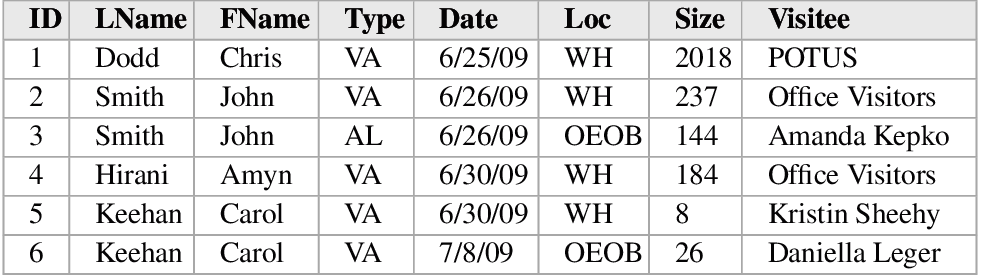 ID LName FName Type Date Loc Size Visitee
1 Dodd Chris VA 6/25/09 WH 2018 POTUS
2 Smith John VA 6/26/09 WH 237 Office Visitors
3 Smith John AL 6/26/09 OEOB 144 Amanda Kepko
4 Hirani Amyn VA 6/30/09 WH 184 Office Visitors
5 Keehan Carol VA 6/30/09 WH 8 Kristin Sheehy
6 Keehan Carol VA 7/8/09 OEOB 26 Daniella Leger